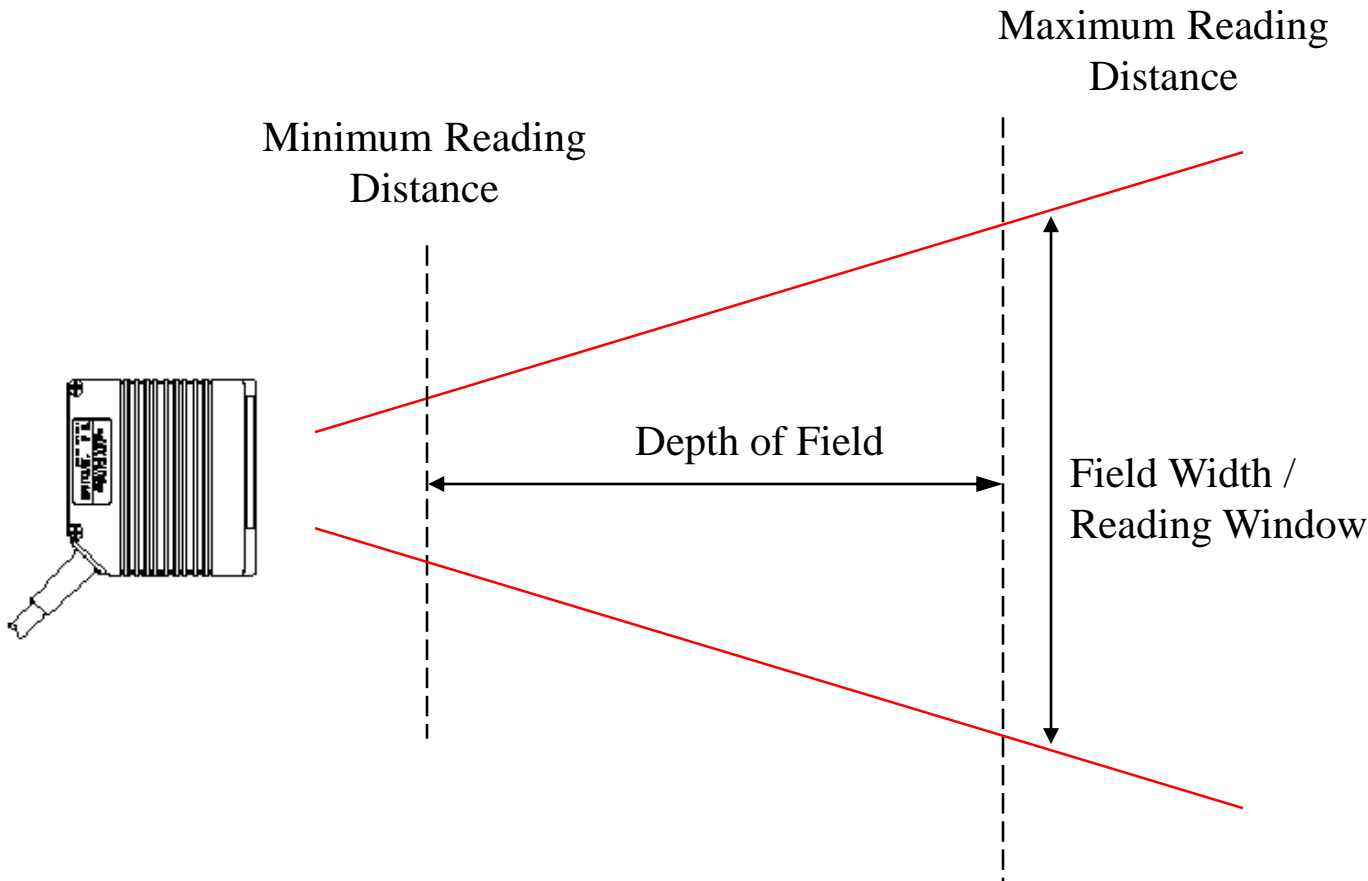 Maximum Reading
Distance
Minimum Reading
Distance
Depth of Field
Field Width /
Reading Window